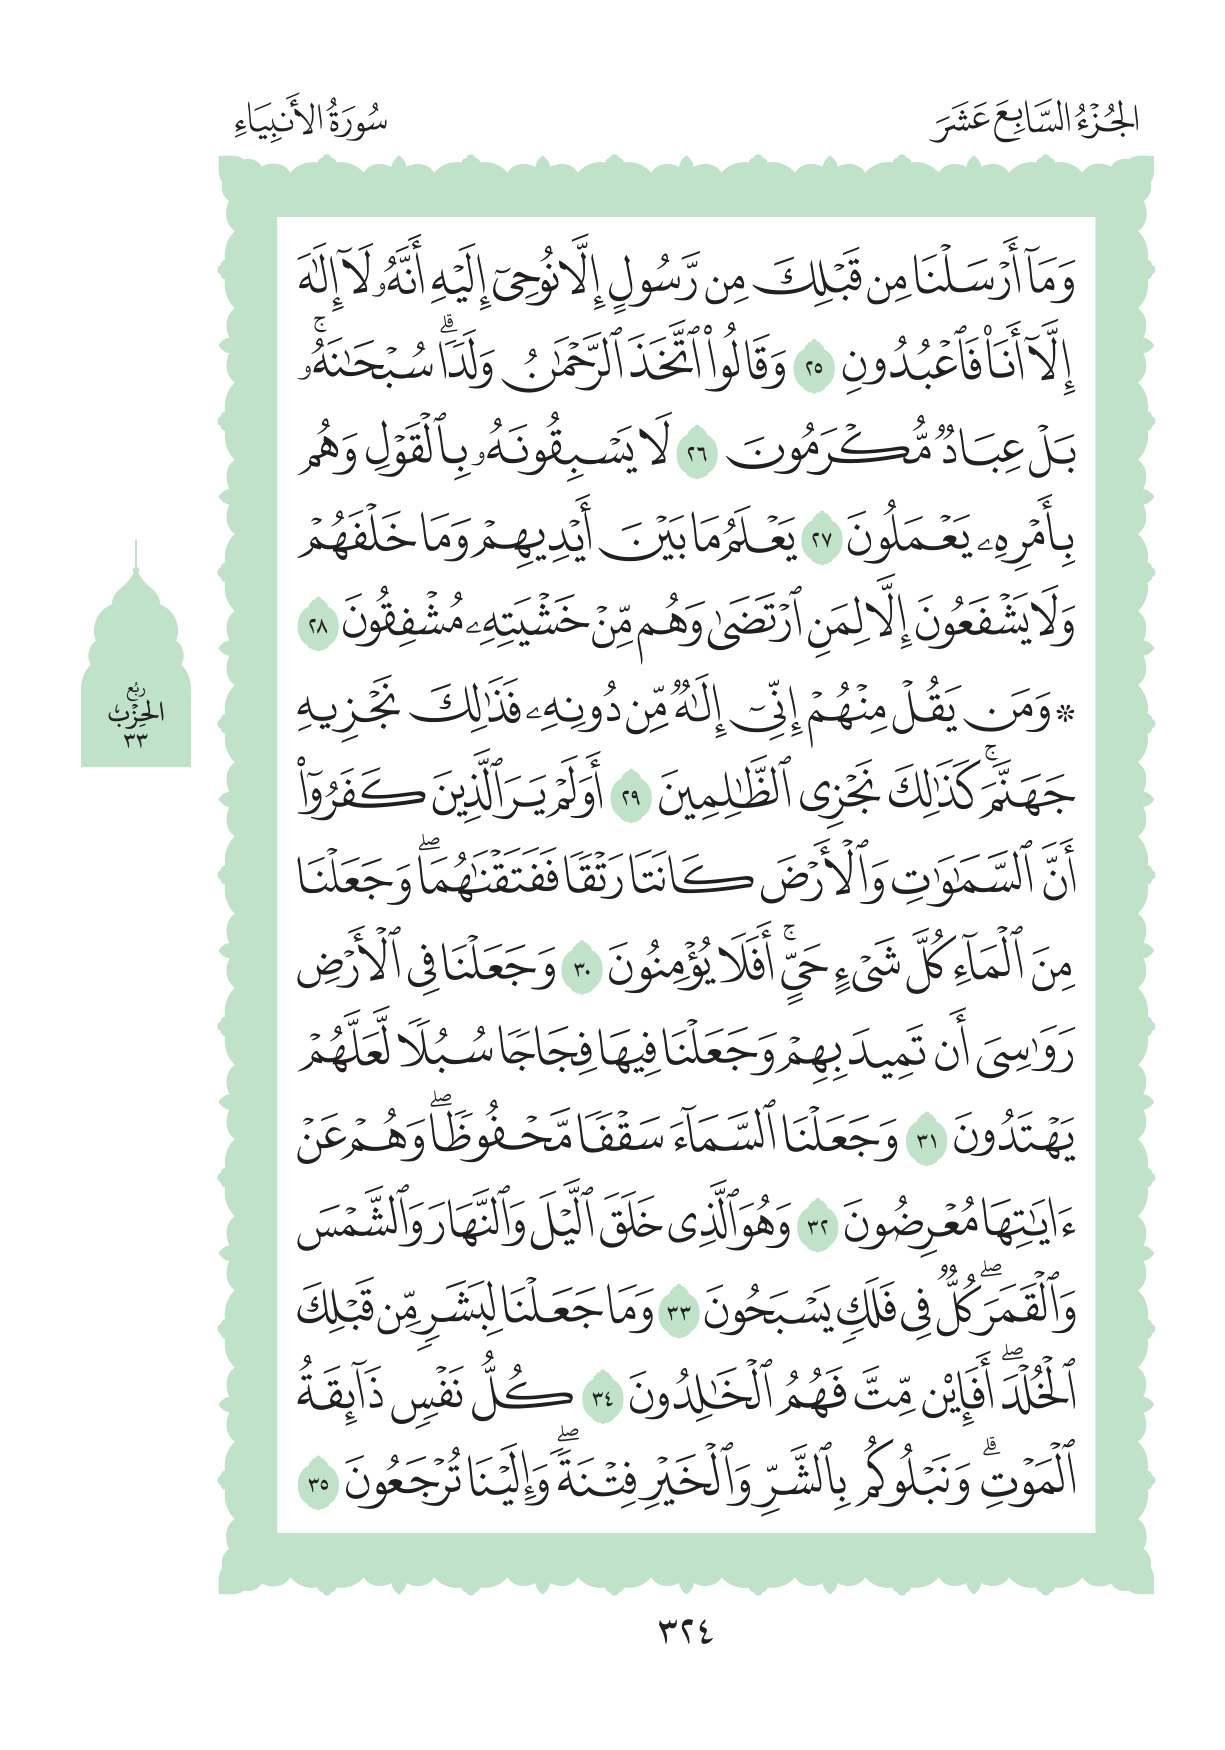 الجُزْءُ السَّابِعَ عَشَرَ
سُورَةُ الأَنبِيَاءِ
وَمَآ أَرۡسَلۡنَا مِن قَبۡلِكَ مِن رَّسُولٍ إِلَّا نُوحِيٓ إِلَيۡهِ أَنَّهُۥ لَآ إِلَٰهَ
إِلَّآ أَنَا۠ فَٱعۡبُدُونِ ٢٥ وَقَالُواْ ٱتَّخَذَ ٱلرَّحۡمَٰنُ وَلَدٗاۗ سُبۡحَٰنَهُۥۚ
بَلۡ عِبَادٞ مُّكۡرَمُونَ ٢٦ لَا يَسۡبِقُونَهُۥ بِٱلۡقَوۡلِ وَهُم
بِأَمۡرِهِۦ يَعۡمَلُونَ ٢٧ يَعۡلَمُ مَا بَيۡنَ أَيۡدِيهِمۡ وَمَا خَلۡفَهُمۡ
وَلَا يَشۡفَعُونَ إِلَّا لِمَنِ ٱرۡتَضَىٰ وَهُم مِّنۡ خَشۡيَتِهِۦ مُشۡفِقُونَ ٢٨
۞ وَمَن يَقُلۡ مِنۡهُمۡ إِنِّيٓ إِلَٰهٞ مِّن دُونِهِۦ فَذَٰلِكَ نَجۡزِيهِ
جَهَنَّمَۚ كَذَٰلِكَ نَجۡزِي ٱلظَّٰلِمِينَ ٢٩ أَوَلَمۡ يَرَ ٱلَّذِينَ كَفَرُوٓاْ
أَنَّ ٱلسَّمَٰوَٰتِ وَٱلۡأَرۡضَ كَانَتَا رَتۡقٗا فَفَتَقۡنَٰهُمَاۖ وَجَعَلۡنَا
مِنَ ٱلۡمَآءِ كُلَّ شَيۡءٍ حَيٍّۚ أَفَلَا يُؤۡمِنُونَ ٣٠ وَجَعَلۡنَا فِي ٱلۡأَرۡضِ
رَوَٰسِيَ أَن تَمِيدَ بِهِمۡ وَجَعَلۡنَا فِيهَا فِجَاجٗا سُبُلٗا لَّعَلَّهُمۡ
يَهۡتَدُونَ ٣١ وَجَعَلۡنَا ٱلسَّمَآءَ سَقۡفٗا مَّحۡفُوظٗاۖ وَهُمۡ عَنۡ
ءَايَٰتِهَا مُعۡرِضُونَ ٣٢ وَهُوَ ٱلَّذِي خَلَقَ ٱلَّيۡلَ وَٱلنَّهَارَ وَٱلشَّمۡسَ
وَٱلۡقَمَرَۖ كُلّٞ فِي فَلَكٖ يَسۡبَحُونَ ٣٣ وَمَا جَعَلۡنَا لِبَشَرٖ مِّن قَبۡلِكَ
ٱلۡخُلۡدَۖ أَفَإِيْن مِّتَّ فَهُمُ ٱلۡخَٰلِدُونَ ٣٤ كُلُّ نَفۡسٖ ذَآئِقَةُ
ٱلۡمَوۡتِۗ وَنَبۡلُوكُم بِٱلشَّرِّ وَٱلۡخَيۡرِ فِتۡنَةٗۖ وَإِلَيۡنَا تُرۡجَعُونَ ٣٥
رُبُع
الحِزْب
٣٣
٣٢٤